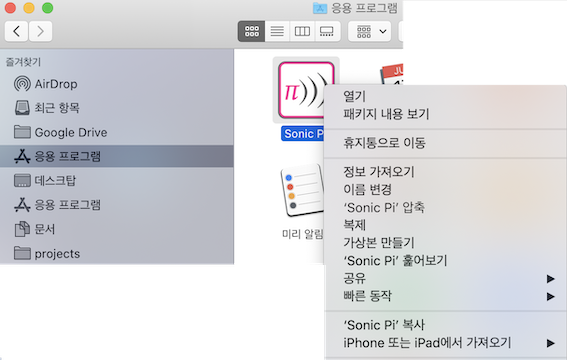 응용 프로그램
즐겨찾기
AirDrop
최근 항목
Google Drive
응용 프로그램
데스크탑
응용 프로그램
문서
projects
π)))
Sonic Pi
미리 알림
열기
패키지 내용 보기
휴지통으로 이동
정보 가져오기
이름 변경
‘Sonic Pi’ 압축
복제
가상본 만들기
‘Sonic Pi’ 훑어보기
공유
빠른 동작
‘Sonic Pi’ 복사
iPhone 또는 iPad에서 가져오기